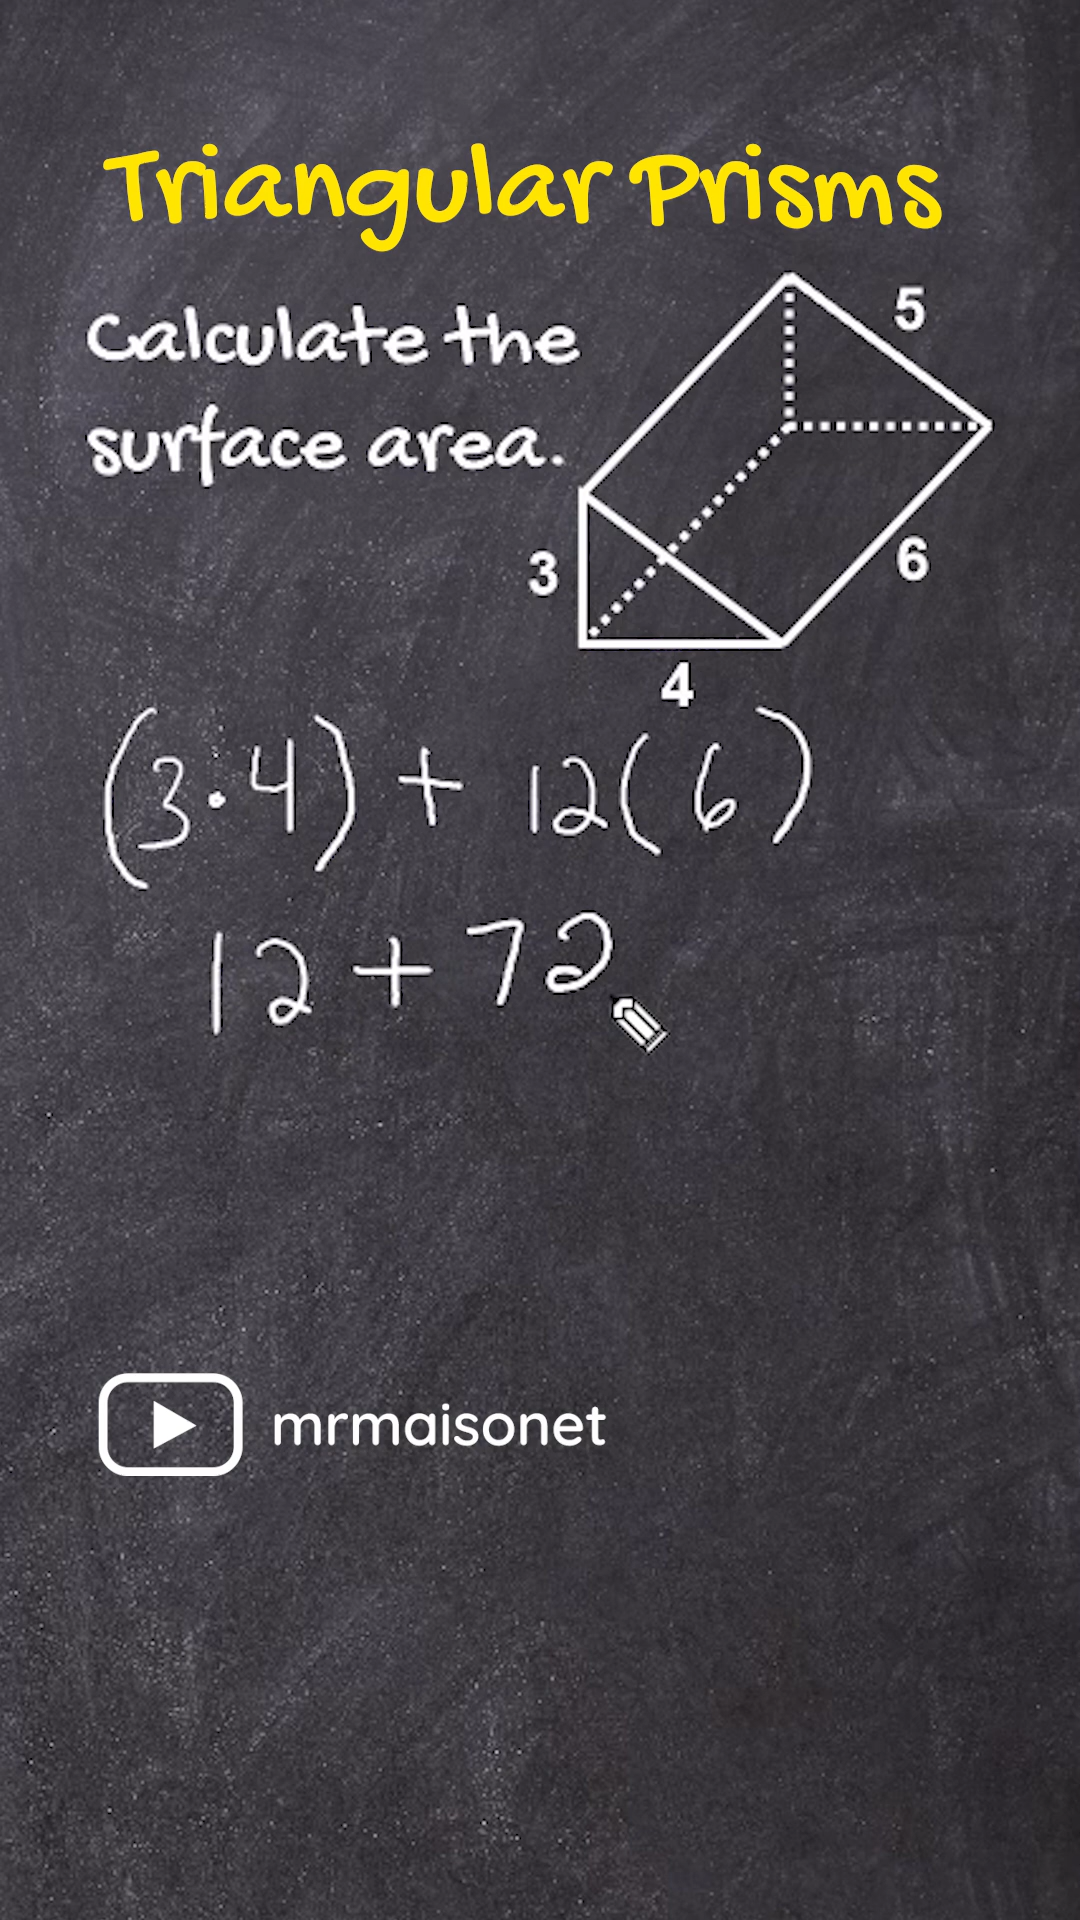 Triangular Prisms
Calculate the
surface area.
5
3
6
4
(3·4) + 12(6)
12 + 72
mrmaisonet